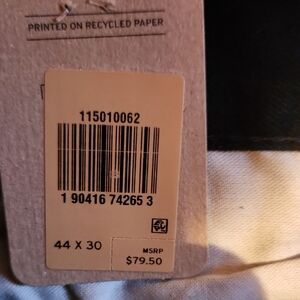 PRINTED ON RECYCLED PAPER
115010062
1 90416 74265 3
44 X 30
MSRP
$79.50